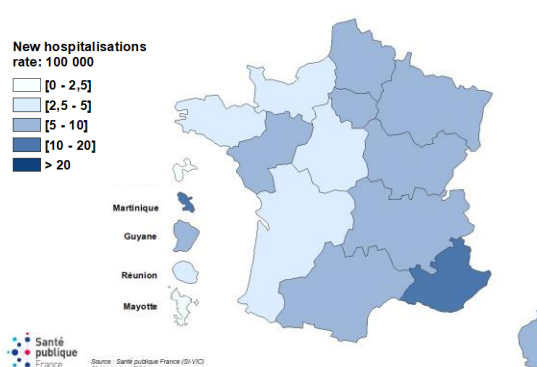 New hospitalisations
rate: 100 000
[0 - 2,5]
[2,5 - 5]
[5 - 10]
[10 - 20]
> 20
Martinique
Guyane
Réunion
Mayotte
Santé
publique
France
Source : Santé publique France (SI-VIC)